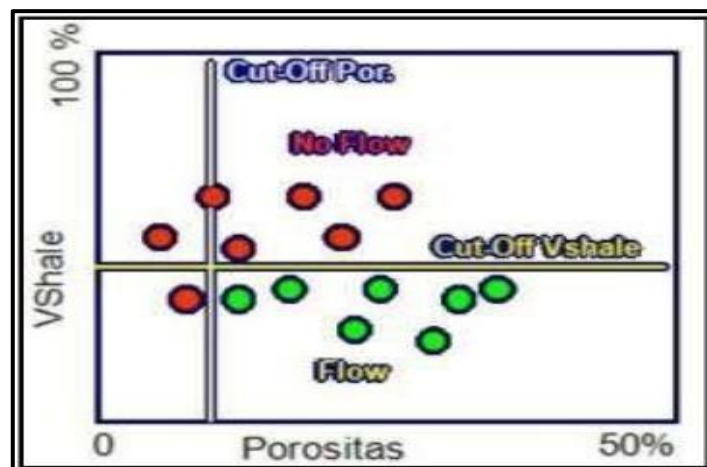 100 %
Cut-Off Por.
No Flow
Cut-Off Vshale
VShale
Flow
0 Porositas 50%